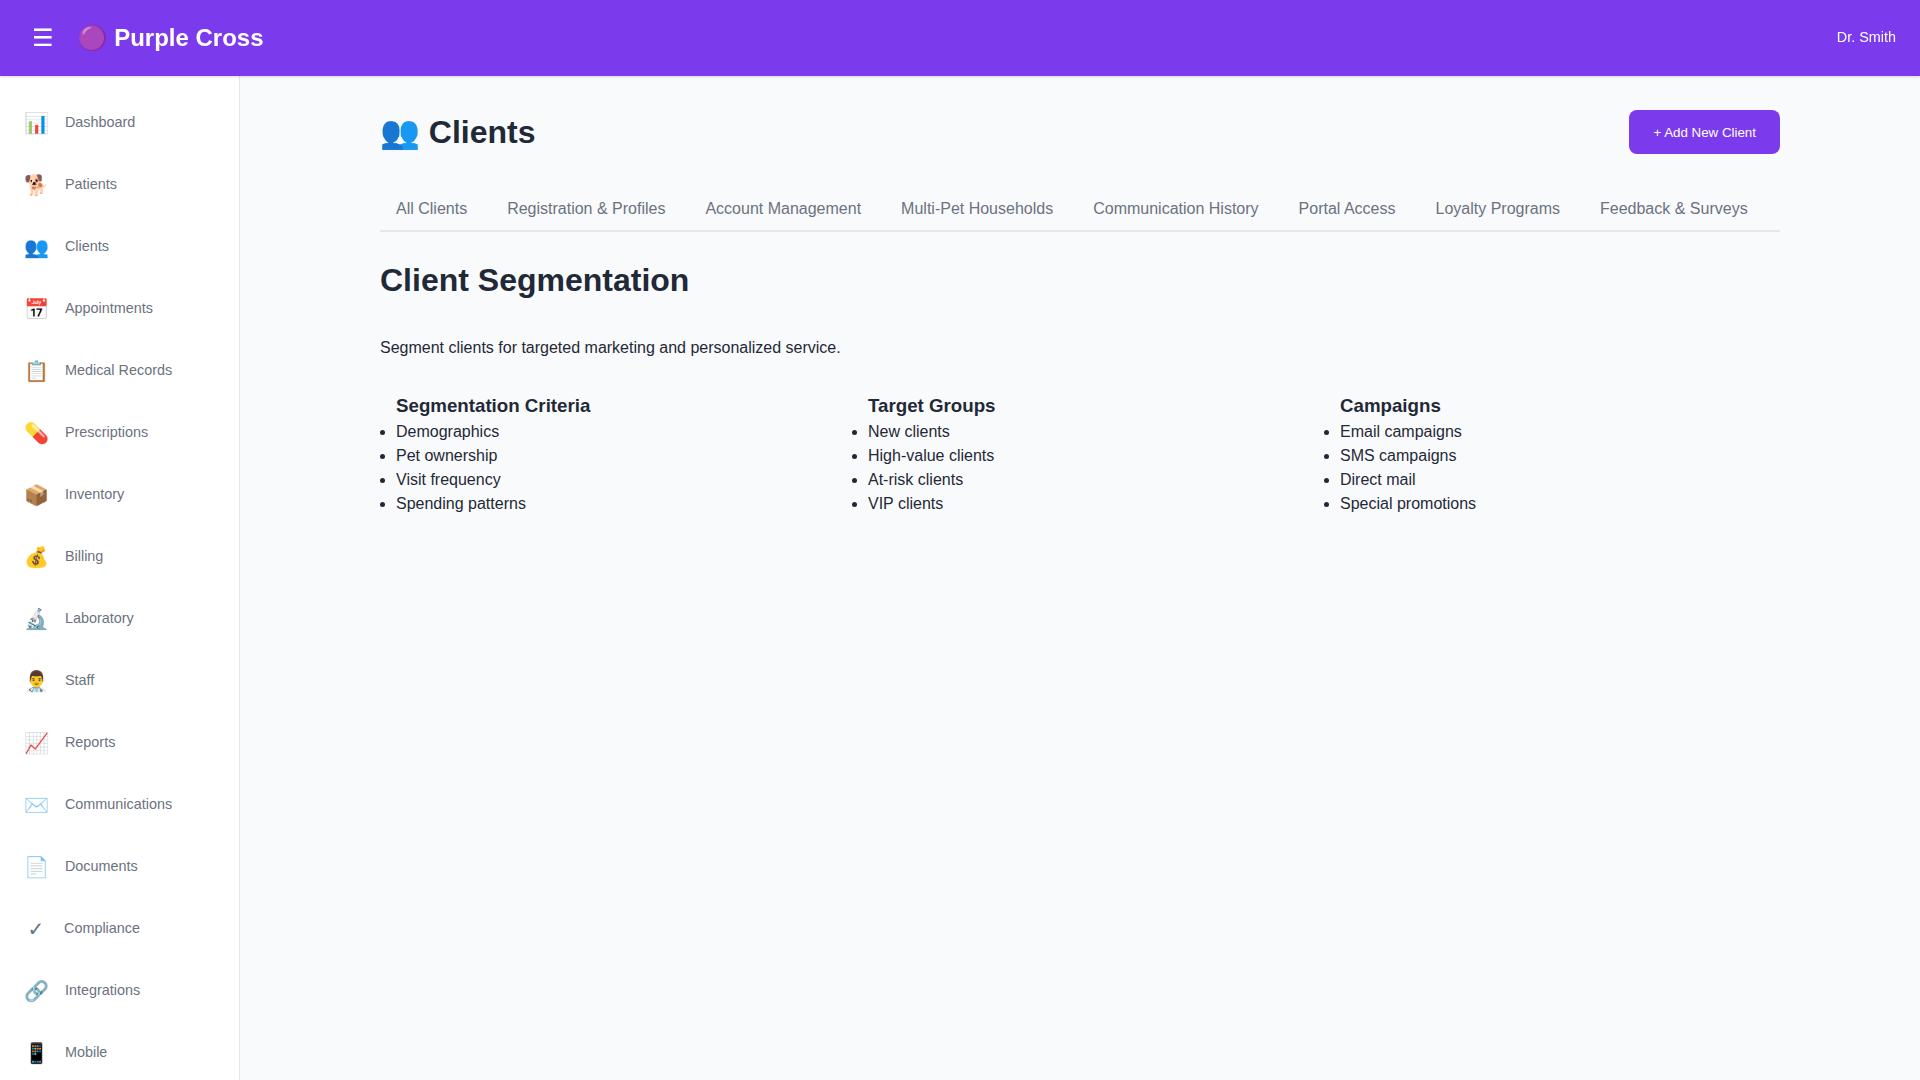 ☰ 🟣 Purple Cross
Dr. Smith
Dashboard
Patients
Clients
Appointments
Medical Records
Prescriptions
Inventory
Billing
Laboratory
Staff
Reports
Communications
Documents
✓ Compliance
Integrations
Mobile
👥 Clients
+ Add New Client
All Clients Registration & Profiles Account Management Multi-Pet Households Communication History Portal Access Loyalty Programs Feedback & Surveys
Client Segmentation
Segment clients for targeted marketing and personalized service.
Segmentation Criteria
• Demographics
• Pet ownership
• Visit frequency
• Spending patterns
Target Groups
• New clients
• High-value clients
• At-risk clients
• VIP clients
Campaigns
• Email campaigns
• SMS campaigns
• Direct mail
• Special promotions